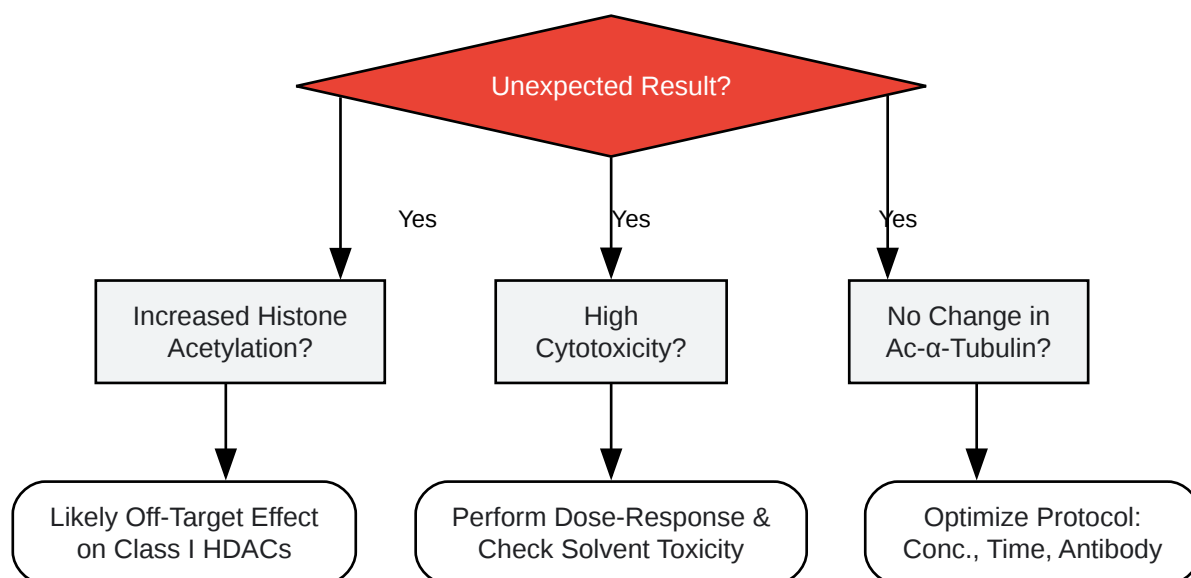 Unexpected Result?
Yes
Yes
Yes
Increased Histone
Acetylation?
High
Cytotoxicity?
No Change in
Ac-α-Tubulin?
Likely Off-Target Effect
on Class I HDACs
Perform Dose-Response &
Check Solvent Toxicity
Optimize Protocol:
Conc., Time, Antibody